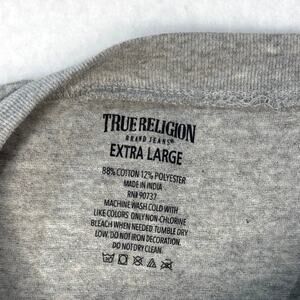 TRUE RELIGION
BRAND JEANS®
EXTRA LARGE
88% COTTON 12% POLYESTER
MADE IN INDIA
RN# 90737
MACHINE WASH COLD WITH
LIKE COLORS ONLY NON-CHLORINE
BLEACH WHEN NEEDED TUMBLE DRY
LOW. DO NOT IRON DECORATION.
DO NOT DRY CLEAN.